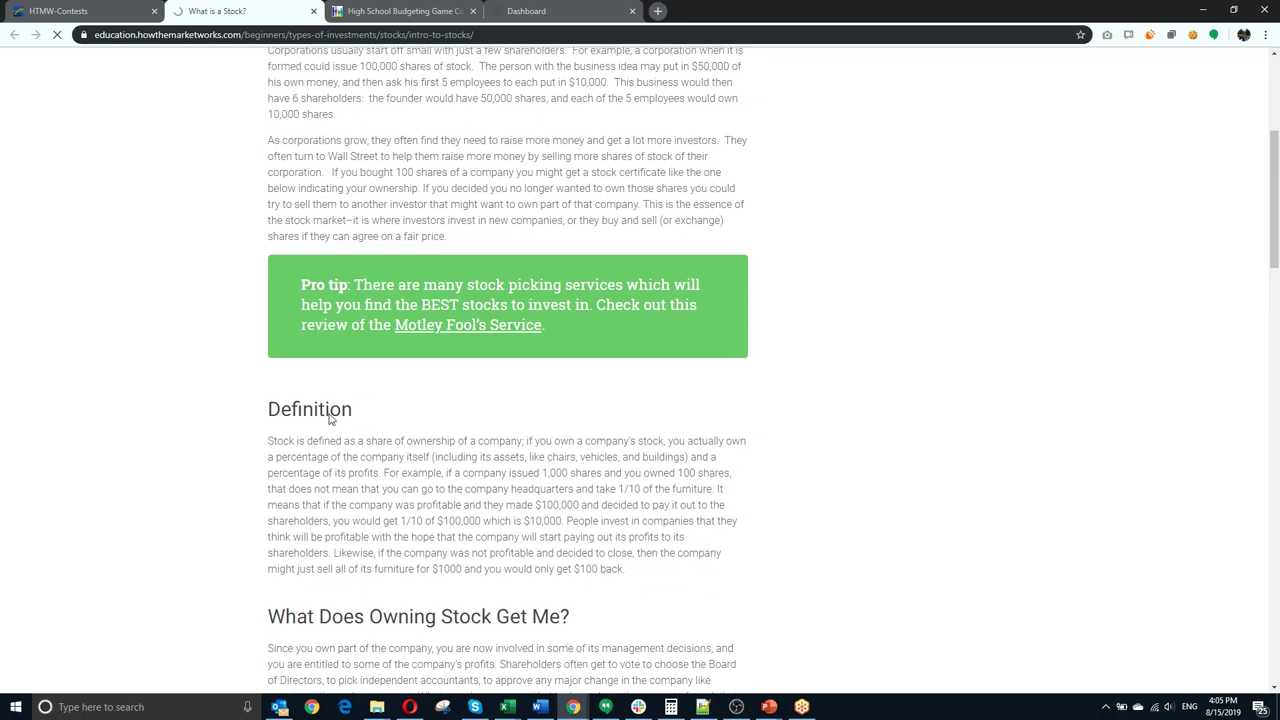 HTMW-Contests
What is a Stock?
High School Budgeting Game Co
Dashboard
education.howthemarketworks.com/beginners/types-of-investments/stocks/intro-to-stocks/
Corporations usually start off small with just a few shareholders. For example, a corporation when it is
formed could issue 100,000 shares of stock. The person with the business idea may put in $50,000 of
his own money, and then ask his first 5 employees to each put in $10,000. This business would then
have 6 shareholders: the founder would have 50,000 shares, and each of the 5 employees would own
10,000 shares.
As corporations grow, they often find they need to raise more money and get a lot more investors. They
often turn to Wall Street to help them raise more money by selling more shares of stock of their
corporation. If you bought 100 shares of a company you might get a stock certificate like the one
below indicating your ownership. If you decided you no longer wanted to own those shares you could
try to sell them to another investor that might want to own part of that company. This is the essence of
the stock market–it is where investors invest in new companies, or they buy and sell (or exchange)
shares if they can agree on a fair price.
Pro tip: There are many stock picking services which will
help you find the BEST stocks to invest in. Check out this
review of the Motley Fool's Service.
Definition
Stock is defined as a share of ownership of a company; if you own a company's stock, you actually own
a percentage of the company itself (including its assets, like chairs, vehicles, and buildings) and a
percentage of its profits. For example, if a company issued 1,000 shares and you owned 100 shares,
that does not mean that you can go to the company headquarters and take 1/10 of the furniture. It
means that if the company was profitable and they made $100,000 and decided to pay it out to the
shareholders, you would get 1/10 of $100,000 which is $10,000. People invest in companies that they
think will be profitable with the hope that the company will start paying out its profits to its
shareholders. Likewise, if the company was not profitable and decided to close, then the company
might just sell all of its furniture for $1000 and you would only get $100 back.
What Does Owning Stock Get Me?
Since you own part of the company, you are now involved in some of its management decisions, and
you are entitled to some of the company's profits. Shareholders often get to vote to choose the Board
of Directors, to pick independent accountants, to approve any major change in the company like
Type here to search
ENG
4:05 PM
8/15/2019
25